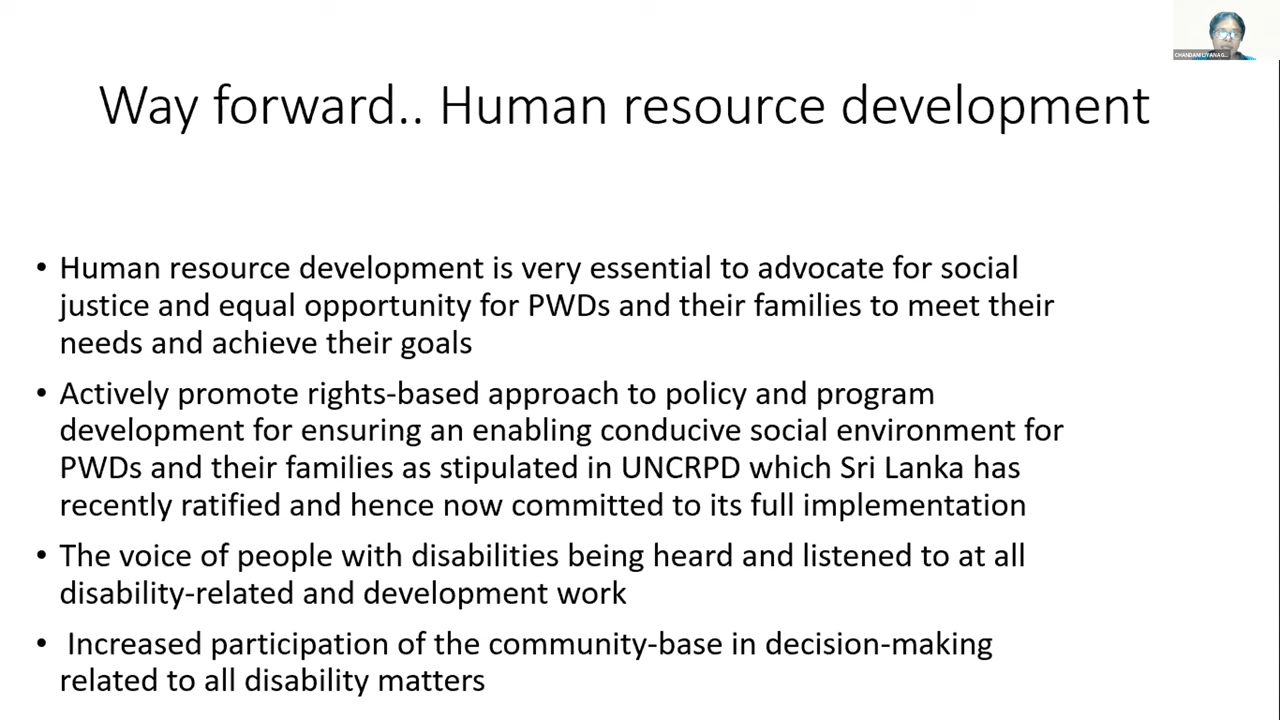 CHANDANI LIYANAG...
Way forward.. Human resource development
• Human resource development is very essential to advocate for social
justice and equal opportunity for PWDs and their families to meet their
needs and achieve their goals
• Actively promote rights-based approach to policy and program
development for ensuring an enabling conducive social environment for
PWDs and their families as stipulated in UNCRPD which Sri Lanka has
recently ratified and hence now committed to its full implementation
• The voice of people with disabilities being heard and listened to at all
disability-related and development work
• Increased participation of the community-base in decision-making
related to all disability matters